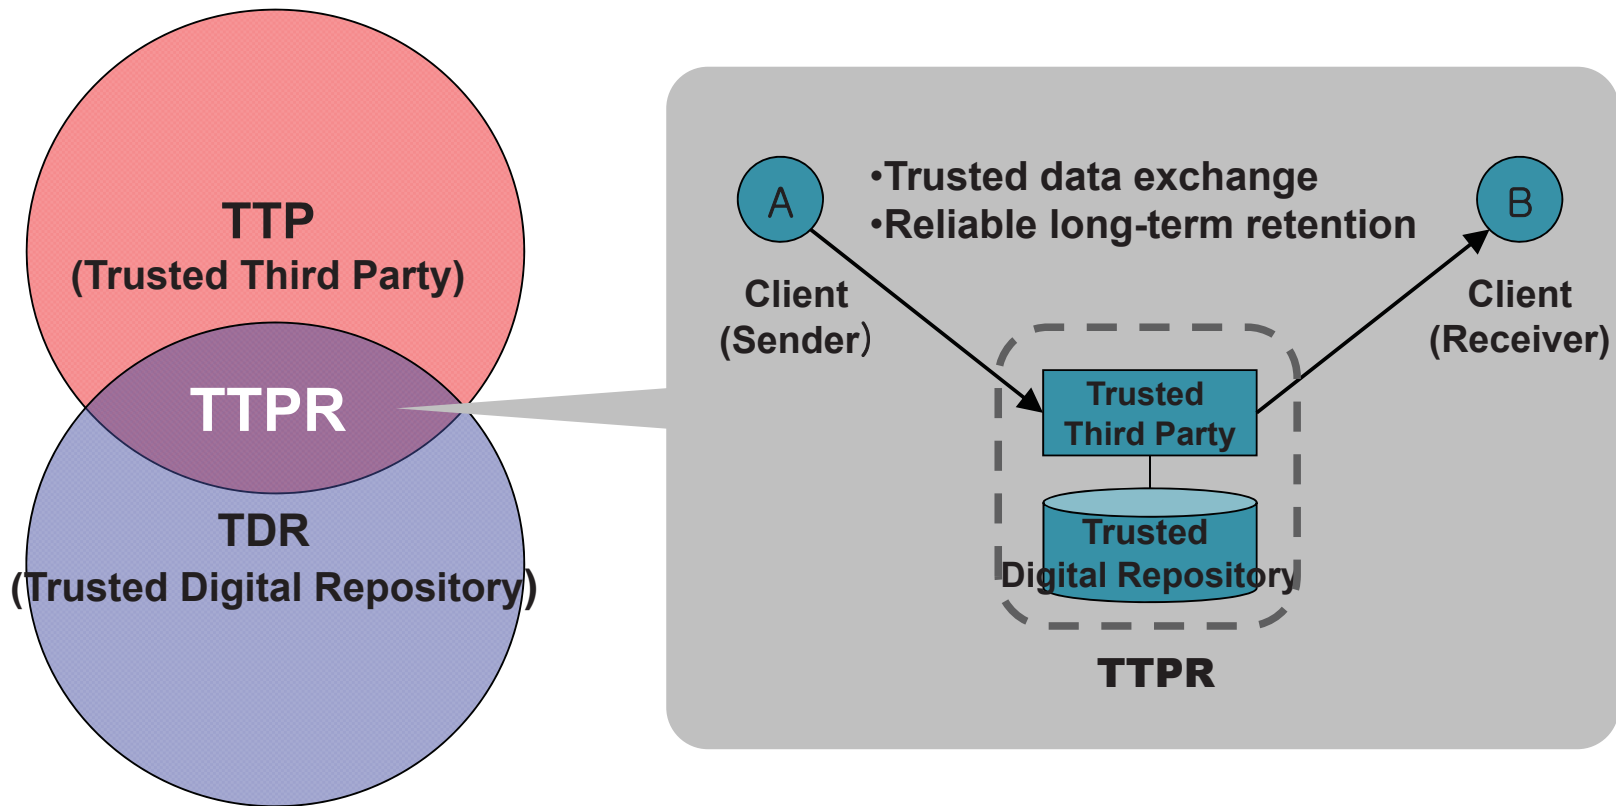 TTP
(Trusted Third Party)
TTPR
TDR
(Trusted Digital Repository)
A
•Trusted data exchange
•Reliable long-term retention
B
Client
(Sender)
Client
(Receiver)
Trusted
Third Party
Trusted
Digital Repository
TTPR